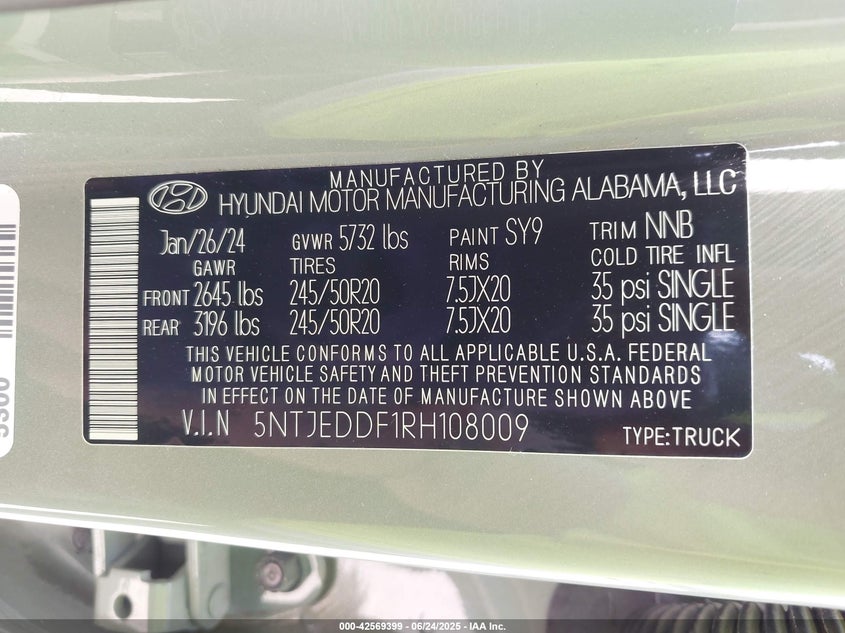 MANUFACTURED BY
HYUNDAI MOTOR MANUFACTURING ALABAMA, LLC
Jan/26/24 GVWR 5732 lbs PAINT SY9 TRIM NNB
GAWR TIRES RIMS COLD TIRE INFL
FRONT 2645 lbs 245/50R20 7.5JX20 35 psi SINGLE
REAR 3196 lbs 245/50R20 7.5JX20 35 psi SINGLE
THIS VEHICLE CONFORMS TO ALL APPLICABLE U.S.A. FEDERAL
MOTOR VEHICLE SAFETY AND THEFT PREVENTION STANDARDS
IN EFFECT ON THE DATE OF MANUFACTURE SHOWN ABOVE.
V.I.N 5NTJEDDF1RH108009 TYPE:TRUCK
000-42569399 - 06/24/2025 - IAA Inc.